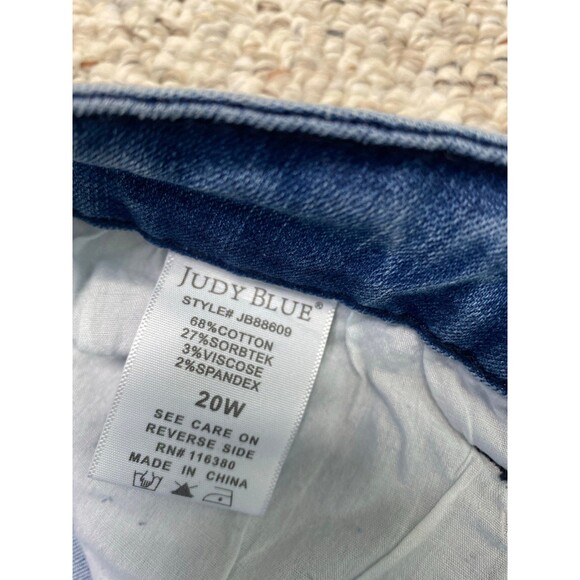 JUDY BLUE®
STYLE# JB88609
68%COTTON
27%SORBTEK
3%VISCOSE
2%SPANDEX
20W
SEE CARE ON
REVERSE SIDE
RN# 116380
MADE IN CHINA